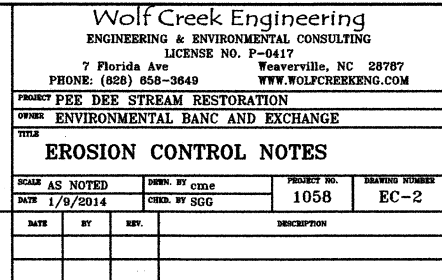 Wolf Creek Engineering
ENGINEERING & ENVIRONMENTAL CONSULTING
LICENSE NO. P-0417
7 Florida Ave Weaverville, NC 28787
PHONE: (828) 658-3649 WWW.WOLFCREEKENG.COM
PROJECT PEE DEE STREAM RESTORATION
OWNER ENVIRONMENTAL BANC AND EXCHANGE
TITLE
EROSION CONTROL NOTES
SCALE AS NOTED DRWN. BY cme PROJECT NO. DRAWING NUMBER
DATE 1/9/2014 CHKD. BY SGG 1058 EC-2
DATE BY REV. DESCRIPTION